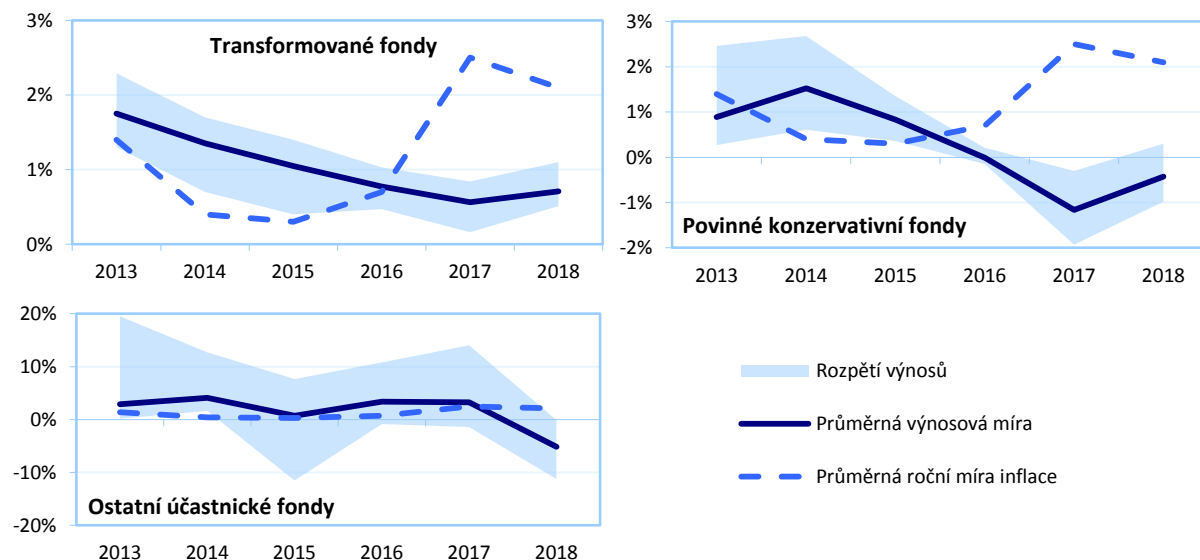 Transformované fondy
3%
2%
1%
0%
2013 2014 2015 2016 2017 2018
Povinné konzervativní fondy
3%
2%
1%
0%
-1%
-2%
2013 2014 2015 2016 2017 2018
Ostatní účastnické fondy
20%
10%
0%
-10%
-20%
2013 2014 2015 2016 2017 2018
Rozpětí výnosů
Průměrná výnosová míra
Průměrná roční míra inflace